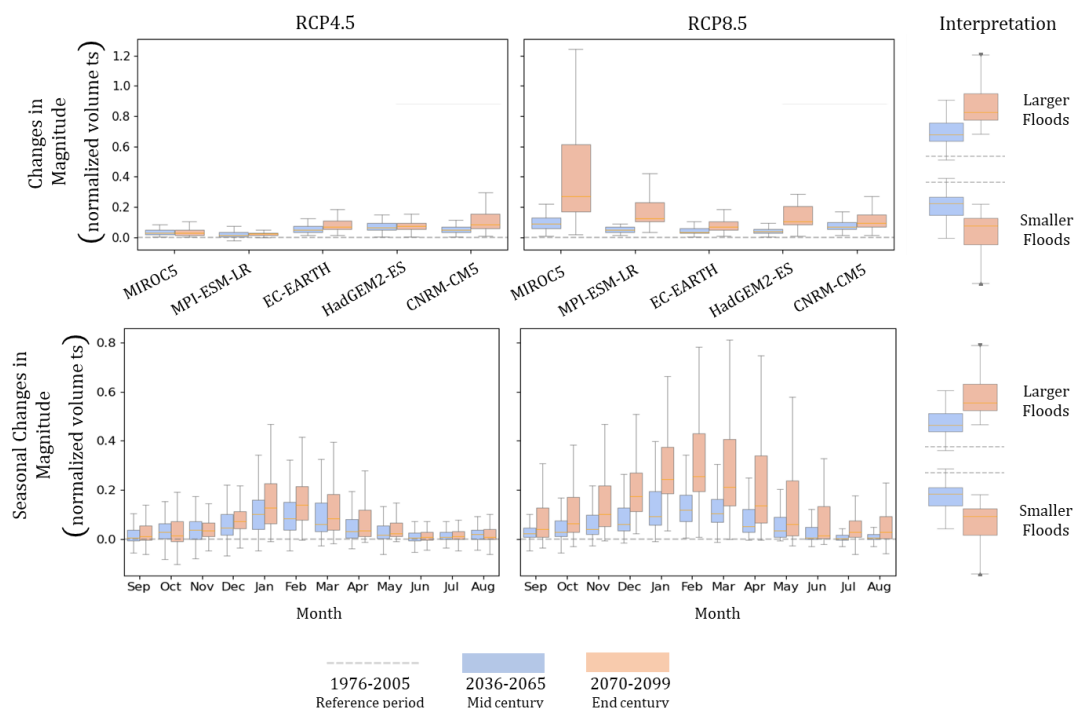 RCP4.5
RCP8.5
Interpretation
Changes in
Magnitude
(normalized volume ts)
1.2
1.0
0.8
0.6
0.4
0.2
0.0
MIROC5
MPI-ESM-LR
EC-EARTH
HadGEM2-ES
CNRM-CM5
MIROC5
MPI-ESM-LR
EC-EARTH
HadGEM2-ES
CNRM-CM5
Larger
Floods
Smaller
Floods
Seasonal Changes in
Magnitude
(normalized volume ts)
0.8
0.6
0.4
0.2
0.0
Sep Oct Nov Dec Jan Feb Mar Apr May Jun Jul Aug
Month
Sep Oct Nov Dec Jan Feb Mar Apr May Jun Jul Aug
Month
Larger
Floods
Smaller
Floods
1976-2005
Reference period
2036-2065
Mid century
2070-2099
End century